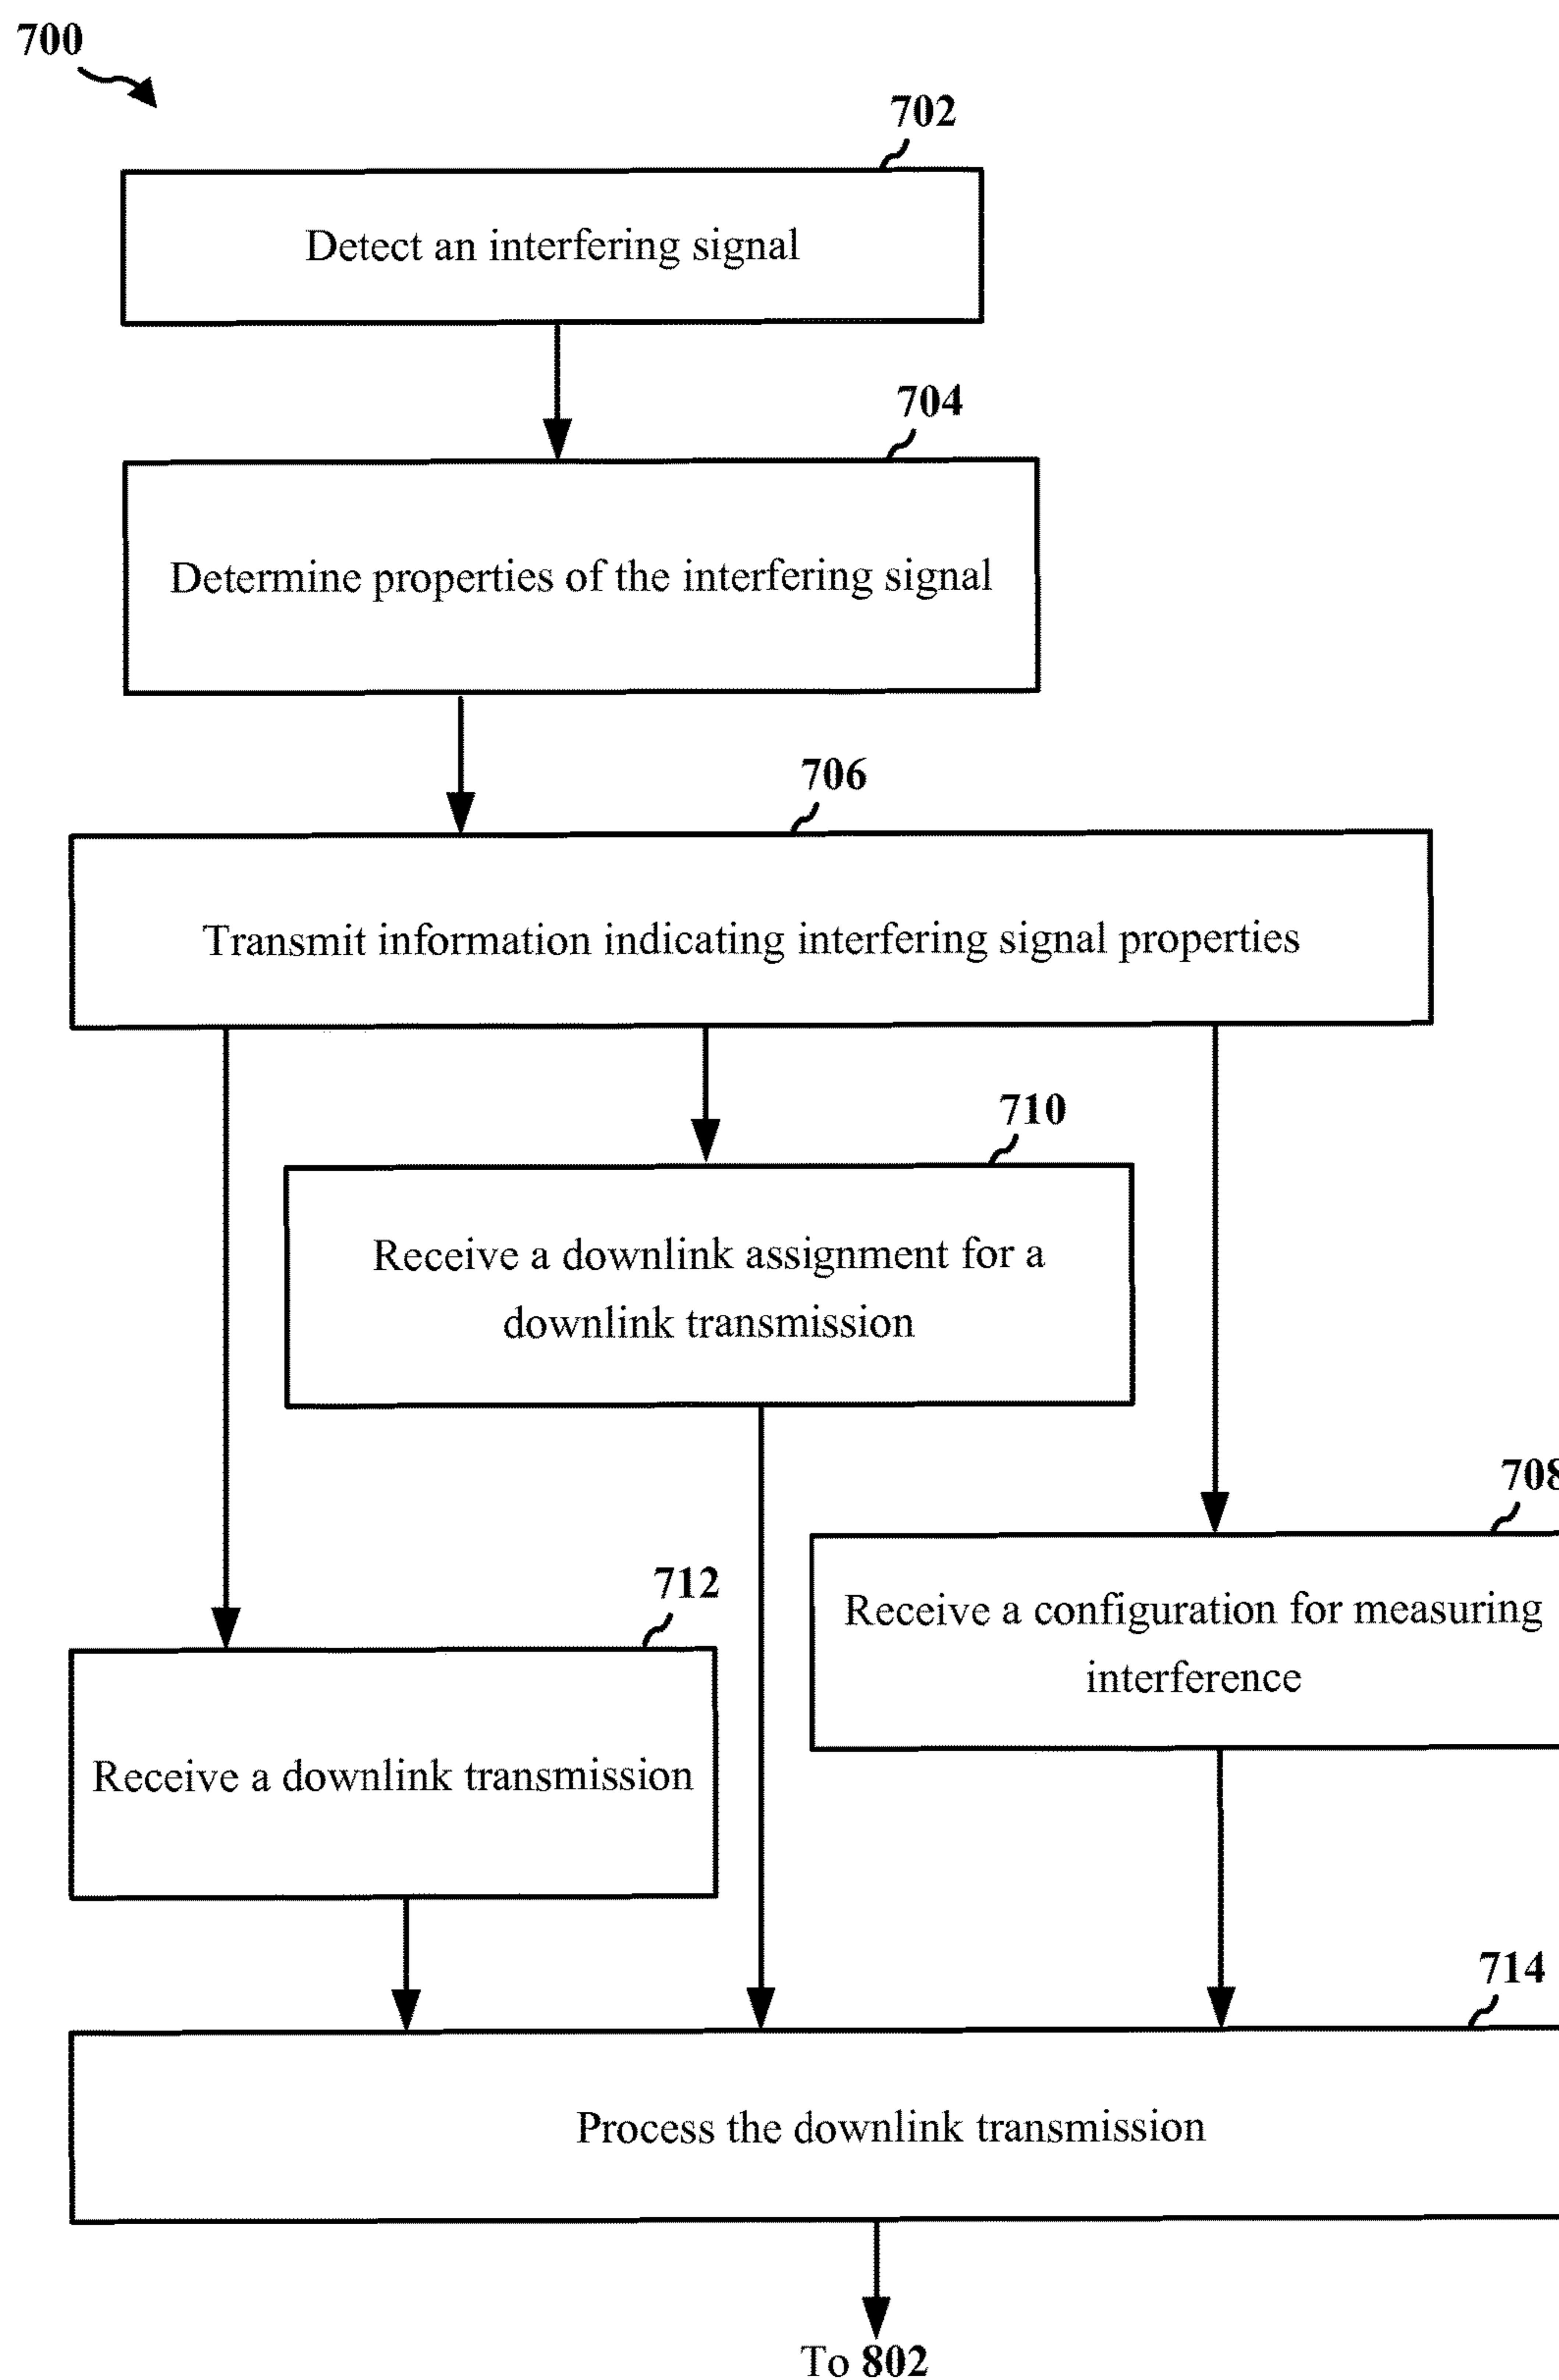 700
702
Detect an interfering signal
704
Determine properties of the interfering signal
706
Transmit information indicating interfering signal properties
710
Receive a downlink assignment for a
downlink transmission
708
Receive a configuration for measuring
interference
712
Receive a downlink transmission
714
Process the downlink transmission
To 802